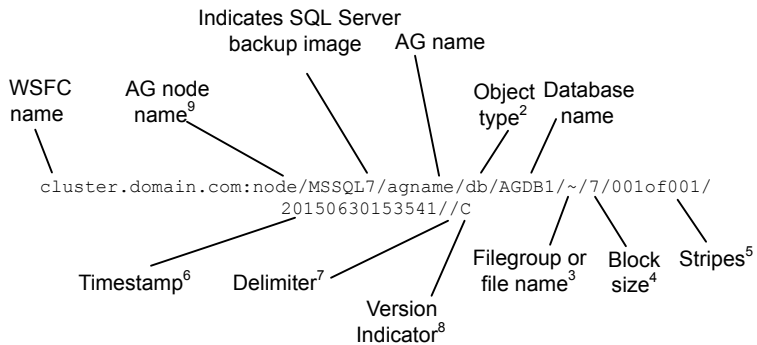 Indicates SQL Server
backup image
AG name
WSFC
name
AG node
name9
Object
type2
Database
name
cluster.domain.com:node/MSSQL7/agname/db/AGDB1/~/7/001of001/
20150630153541//C
Timestamp6
Delimiter7
Version
Indicator8
Filegroup or
file name3
Block
size4
Stripes5